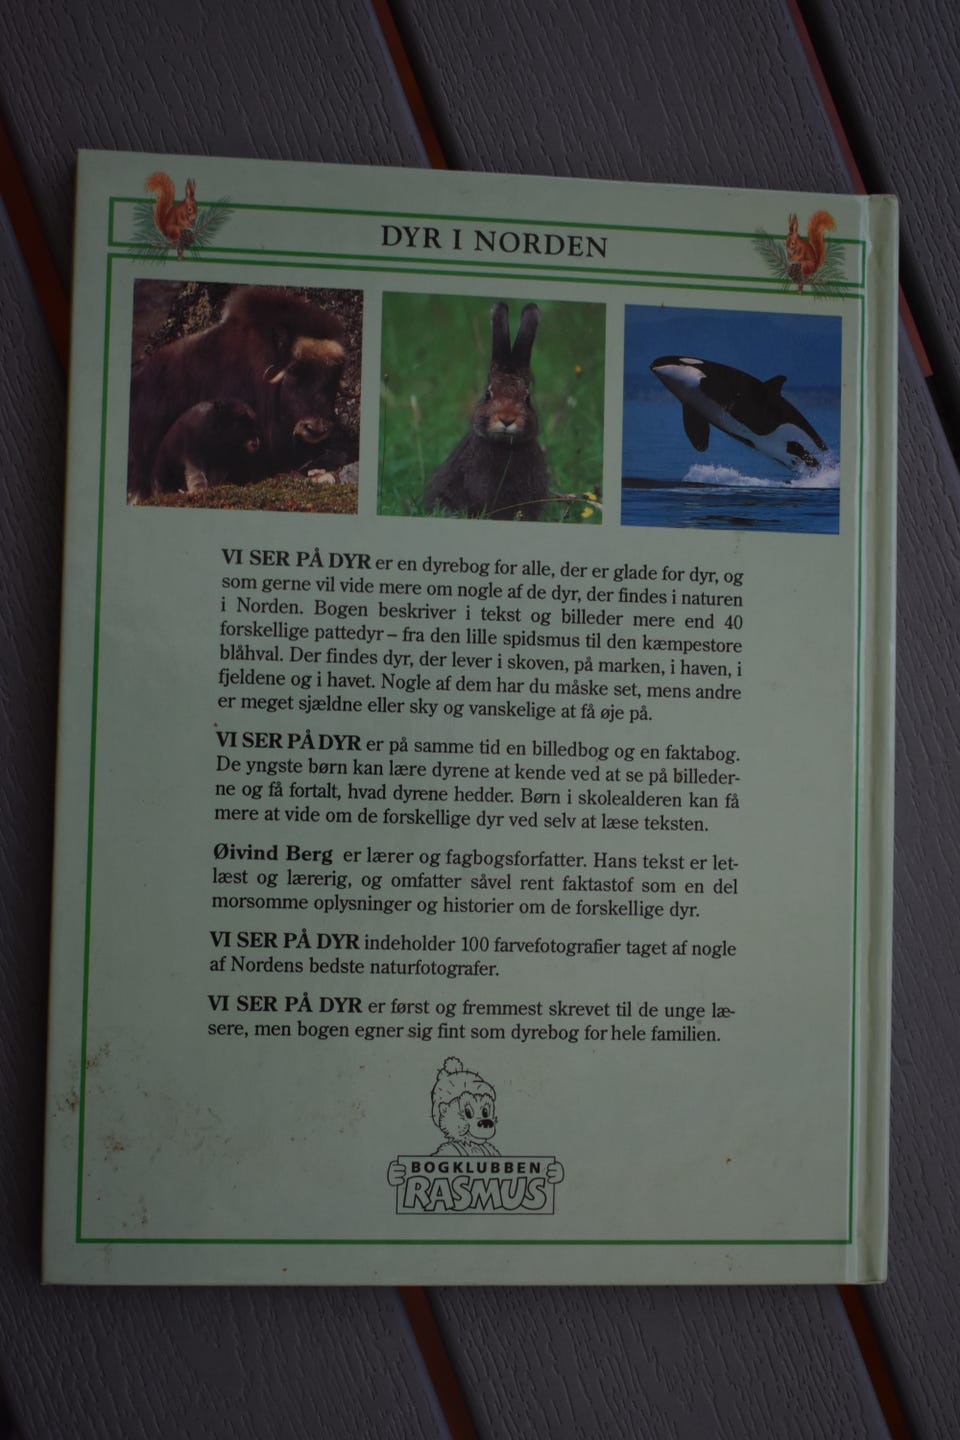 DYR I NORDEN
VI SER PÅ DYR er en dyrebog for alle, der er glade for dyr, og
som gerne vil vide mere om nogle af de dyr, der findes i naturen
i Norden. Bogen beskriver i tekst og billeder mere end 40
forskellige pattedyr – fra den lille spidsmus til den kæmpestore
blåhval. Der findes dyr, der lever i skoven, på marken, i haven, i
fjeldene og i havet. Nogle af dem har du måske set, mens andre
er meget sjældne eller sky og vanskelige at få øje på.
VI SER PÅ DYR er på samme tid en billedbog og en faktabog.
De yngste børn kan lære dyrene at kende ved at se på billeder-
ne og få fortalt, hvad dyrene hedder. Børn i skolealderen kan få
mere at vide om de forskellige dyr ved selv at læse teksten.
Øivind Berg er lærer og fagbogsforfatter. Hans tekst er let-
læst og lærerig, og omfatter såvel rent faktastof som en del
morsomme oplysninger og historier om de forskellige dyr.
VI SER PÅ DYR indeholder 100 farvefotografier taget af nogle
af Nordens bedste naturfotografer.
VI SER PÅ DYR er først og fremmest skrevet til de unge læ-
sere, men bogen egner sig fint som dyrebog for hele familien.
BOGKLUBBEN
RASMUS